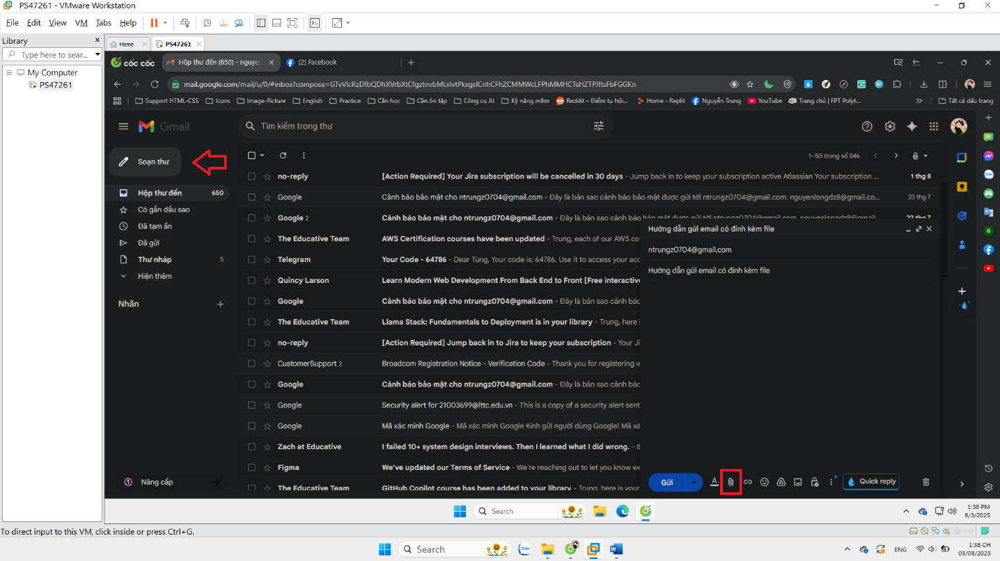 PS47261 - VMware Workstation
File Edit View VM Tabs Help
Library
Type here to sear...
My Computer
PS47261
Home
PS47261
cốc cốc
Hộp thư đến (650) - nguyen
(2) Facebook
mail.google.com/mail/u/0/#inbox?compose=GTvVlcRzDfbQDhXVrbXtCfgztnvbMLvlvtPkxgslCnhCFhZCMMWcLFPhMMHCTsHZTPJftsFbFGGKn
Support HTML-CSS Icons Image-Picture English Practice Căn học Căn ôn tập Công cụ AI Kỹ năng mềm Reddit – Điểm tụ hội... Home - Replit Nguyễn Trung YouTube Trang chủ | FPT Polyt... Tất cả dấu trang
Gmail
Tìm kiếm trong thư
Soạn thư
1–50 trong số 846
Hộp thư đến 650
Có gắn dấu sao
Đã tạm ẩn
Đã gửi
Thư nháp 5
Hiện thêm
Nhãn
Nâng cấp
no-reply [Action Required] Your Jira subscription will be cancelled in 30 days - Jump back in to keep your subscription active Atlassian Your subscription ... 1 thg 8
Google Cảnh báo bảo mật cho ntrungz0704@gmail.com - Đây là bản sao cảnh báo bảo mật được gửi tới ntrungz0704@gmail.com. nguyenlongdz8@gmail.co... 23 thg 7
Google 2 Cảnh báo bảo mật cho ntrungz0704@gmail.com - Đây là bản sao cảnh báo bảo mật được gửi tới ntrungz0704@gmail.com. nguyenlongdz8@gmail 22 thg 7
The Educative Team AWS Certification courses have been updated - Trung, each of our AWS co
Telegram Your Code - 64786 - Dear Tùng, Your code is: 64786. Use it to access your acc
Quincy Larson Learn Modern Web Development From Back End to Front [Free interactive
Google Cảnh báo bảo mật cho ntrungz0704@gmail.com - Đây là bản sao cảnh báo
The Educative Team Llama Stack: Fundamentals to Deployment is in your library - Trung, here i
no-reply [Action Required] Jump back in to Jira to keep your subscription - Your Ji
CustomerSupport 2 Broadcom Registration Notice - Verification Code - Thank you for registering w
Google Cảnh báo bảo mật cho ntrungz0704@gmail.com - Đây là bản sao cảnh báo
Google Security alert for 21003699@lttc.edu.vn - This is a copy of a security alert sent
Google Mã xác minh Google - Mã xác minh Google Kính gửi người dùng Google! Mã xá
Zach at Educative I failed 10+ system design interviews. Then I learned what I did wrong. - 8
Figma We've updated our Terms of Service - We're reaching out to let you know we
The Educative Team GitHub Copilot course has been added to your library - Trung, here is your
Hướng dẫn gửi email có đính kèm file
ntrungz0704@gmail.com
Hướng dẫn gửi email có đính kèm file
Gửi
Quick reply
Search
1:38 PM
8/3/2025
To direct input to this VM, click inside or press Ctrl+G.
Search
Zalo
ENG
1:38 CH
03/08/2025